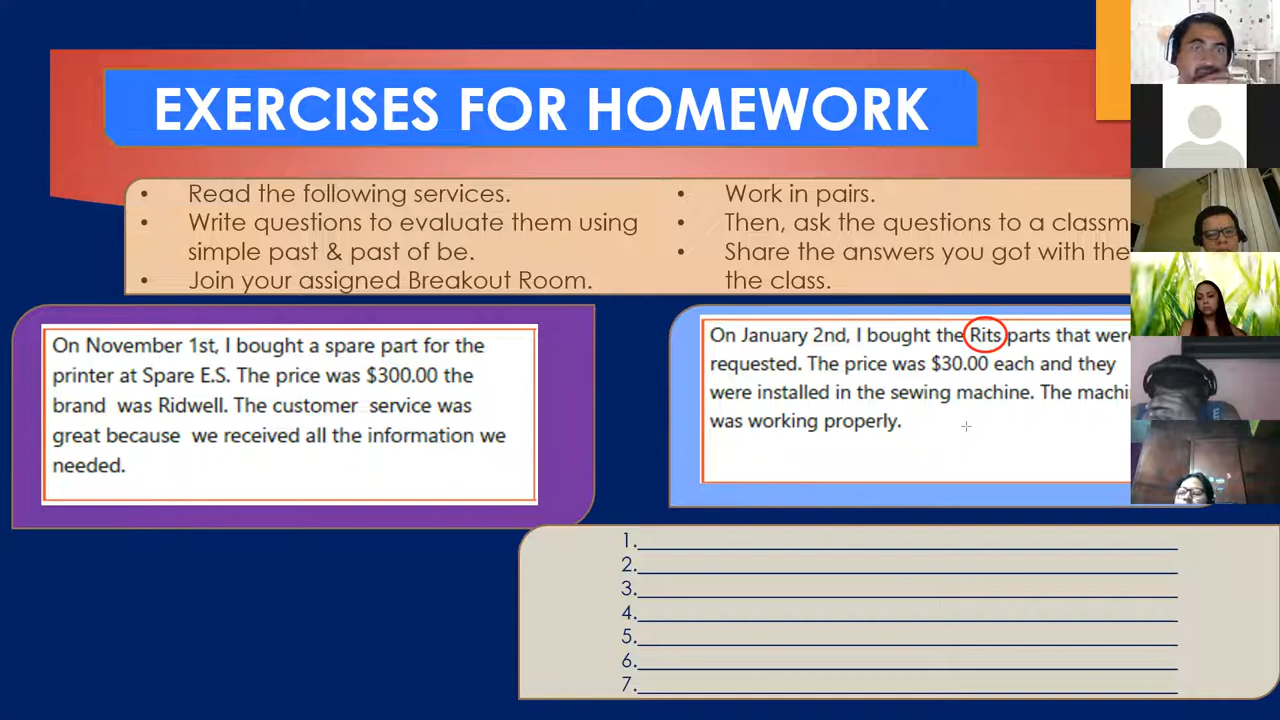 EXERCISES FOR HOMEWORK
• Read the following services.
• Write questions to evaluate them using
simple past & past of be.
• Join your assigned Breakout Room.
• Work in pairs.
• Then, ask the questions to a classm
• Share the answers you got with the
the class.
On November 1st, I bought a spare part for the
printer at Spare E.S. The price was $300.00 the
brand was Ridwell. The customer service was
great because we received all the information we
needed.
On January 2nd, I bought the Rits parts that were
requested. The price was $30.00 each and they
were installed in the sewing machine. The machi
was working properly.
1.
2.
3.
4.
5.
6.
7.